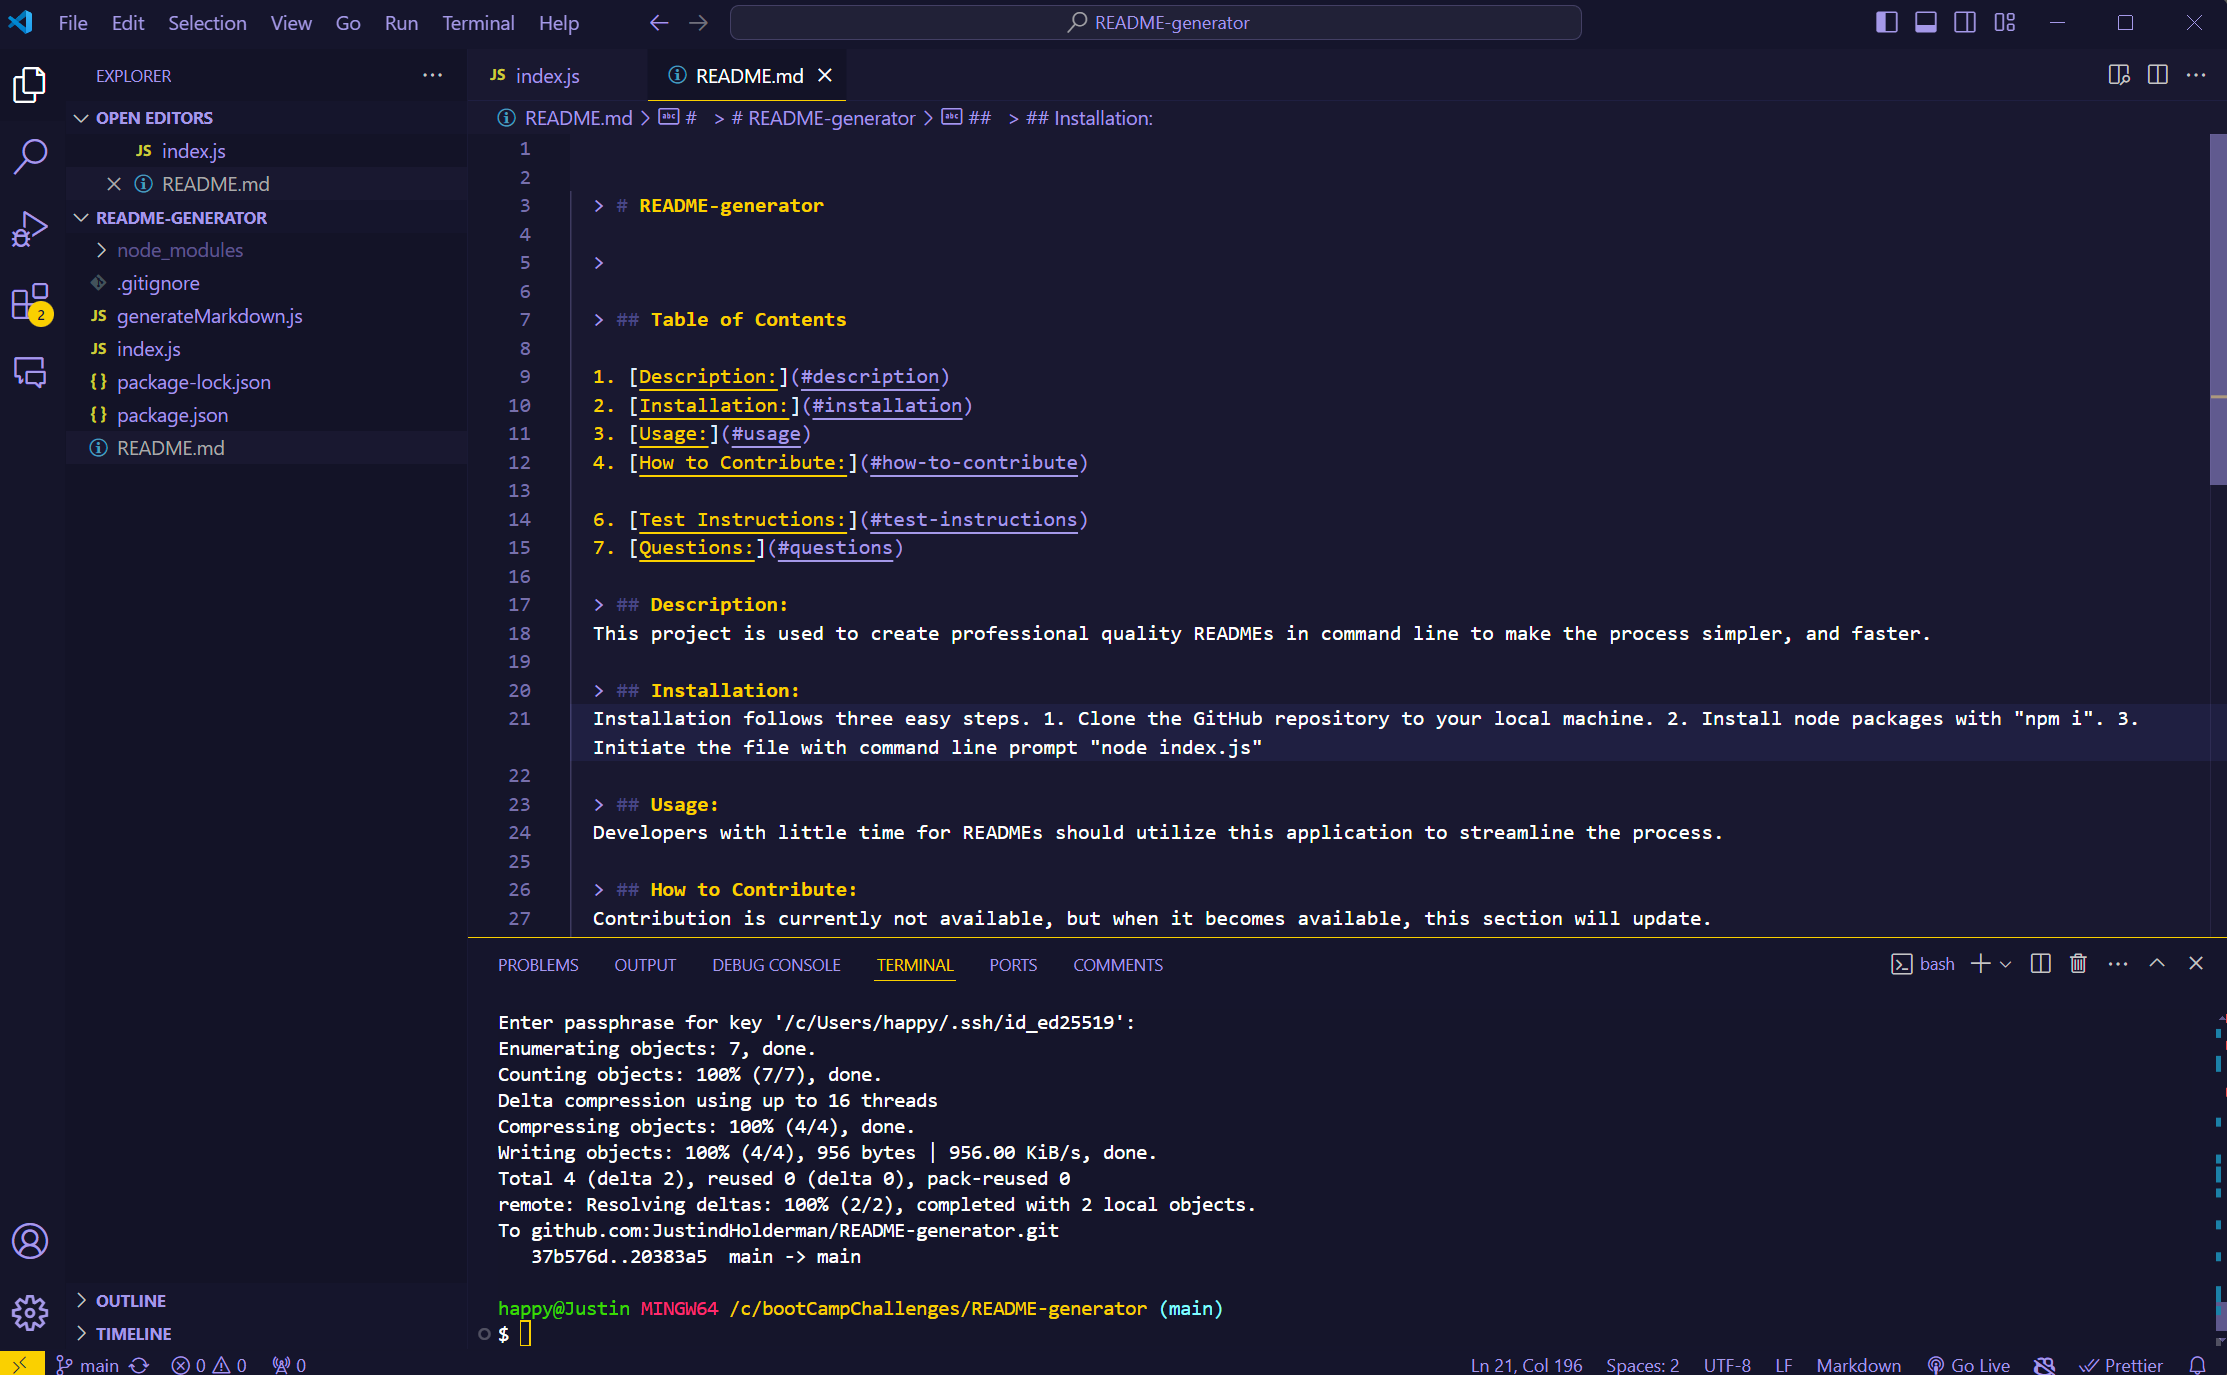 File Edit Selection View Go Run Terminal Help
README-generator
EXPLORER
OPEN EDITORS
JS index.js
README.md
README-GENERATOR
node_modules
.gitignore
JS generateMarkdown.js
JS index.js
{} package-lock.json
{} package.json
README.md
2
OUTLINE
TIMELINE
JS index.js
README.md
README.md > # > # README-generator > ## > ## Installation:
1
2
3 > # README-generator
4
5 >
6
7 > ## Table of Contents
8
9 1. [Description:](#description)
10 2. [Installation:](#installation)
11 3. [Usage:](#usage)
12 4. [How to Contribute:](#how-to-contribute)
13
14 6. [Test Instructions:](#test-instructions)
15 7. [Questions:](#questions)
16
17 > ## Description:
18 This project is used to create professional quality READMEs in command line to make the process simpler, and faster.
19
20 > ## Installation:
21 Installation follows three easy steps. 1. Clone the GitHub repository to your local machine. 2. Install node packages with "npm i". 3.
Initiate the file with command line prompt "node index.js"
22
23 > ## Usage:
24 Developers with little time for READMEs should utilize this application to streamline the process.
25
26 > ## How to Contribute:
27 Contribution is currently not available, but when it becomes available, this section will update.
PROBLEMS OUTPUT DEBUG CONSOLE TERMINAL PORTS COMMENTS
bash
Enter passphrase for key '/c/Users/happy/.ssh/id_ed25519':
Enumerating objects: 7, done.
Counting objects: 100% (7/7), done.
Delta compression using up to 16 threads
Compressing objects: 100% (4/4), done.
Writing objects: 100% (4/4), 956 bytes | 956.00 KiB/s, done.
Total 4 (delta 2), reused 0 (delta 0), pack-reused 0
remote: Resolving deltas: 100% (2/2), completed with 2 local objects.
To github.com:JustindHolderman/README-generator.git
37b576d..20383a5 main -> main
happy@Justin MINGW64 /c/bootCampChallenges/README-generator (main)
$
main 0 0 0
Ln 21, Col 196 Spaces: 2 UTF-8 LF Markdown Go Live Prettier